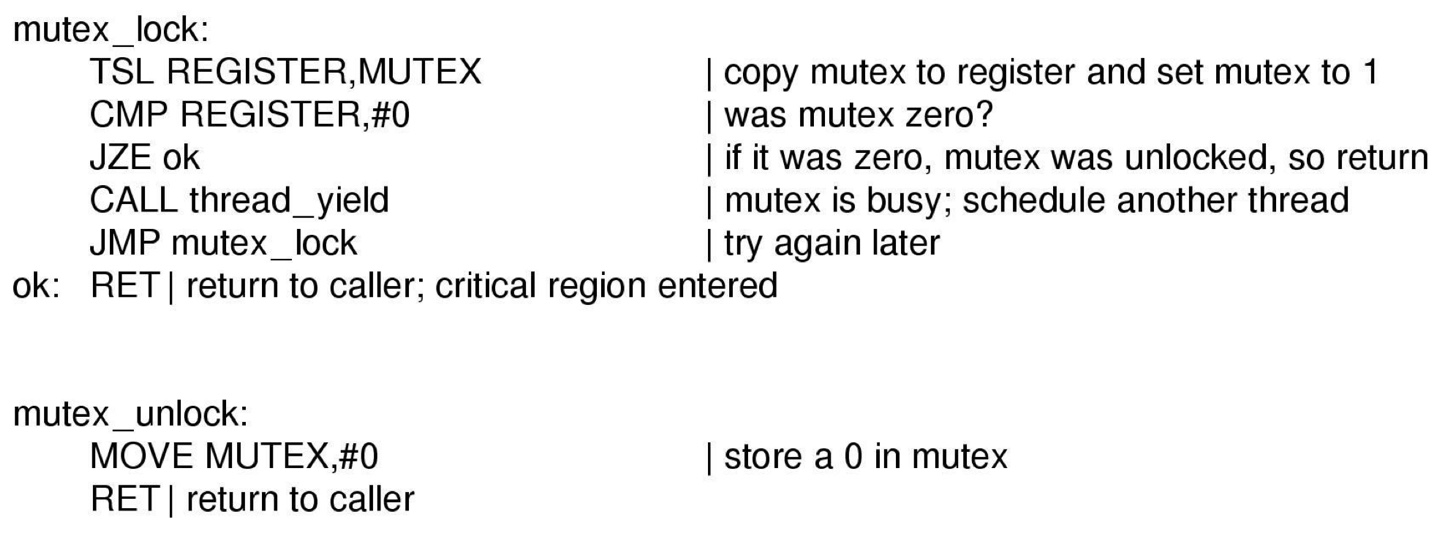 mutex_lock:
TSL REGISTER,MUTEX | copy mutex to register and set mutex to 1
CMP REGISTER,#0 | was mutex zero?
JZE ok | if it was zero, mutex was unlocked, so return
CALL thread_yield | mutex is busy; schedule another thread
JMP mutex_lock | try again later
ok: RET | return to caller; critical region entered
mutex_unlock:
MOVE MUTEX,#0 | store a 0 in mutex
RET | return to caller